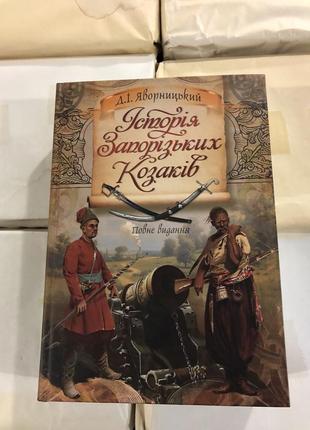 Д.І. Яворницький
Історія
Запорізьких
Козаків
Повне видання